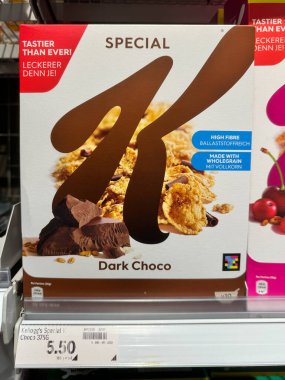 TASTIER
THAN EVER!
LECKERER
DENN JE!
SPECIAL
K
HIGH FIBRE
BALLASTSTOFFREICH
MADE WITH
WHOLEGRAIN
MIT VOLLKORN
Dark Choco
TASTIER
THAN EVER
LECKERER
DENN JE!
Kellogg's Special
Choco 375G
5.50